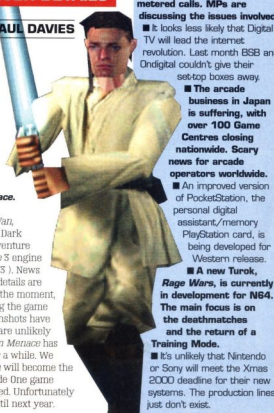 AUL DAVIES
ace.
an,
Dark
enture
3 engine
3 ). News
details are
the moment,
g the game
nshots have
are unlikely
m Menace has
a while. We
e will become the
de One game
ed. Unfortunately
til next year.
metered calls. MPs are
discussing the issues involved
■ It looks less likely that Digital
TV will lead the internet
revolution. Last month BSB an
Ondigital couldn't give their
set-top boxes away.
■ The arcade
business in Japan
is suffering, with
over 100 Game
Centres closing
nationwide. Scary
news for arcade
operators worldwide.
■ An improved version
of PocketStation, the
personal digital
assistant/memory
PlayStation card, is
being developed for
Western release.
■ A new Turok,
Rage Wars, is currently
in development for N64.
The main focus is on
the deathmatches
and the return of a
Training Mode.
■ It's unlikely that Nintendo
or Sony will meet the Xmas
2000 deadline for their new
systems. The production lines
just don't exist.